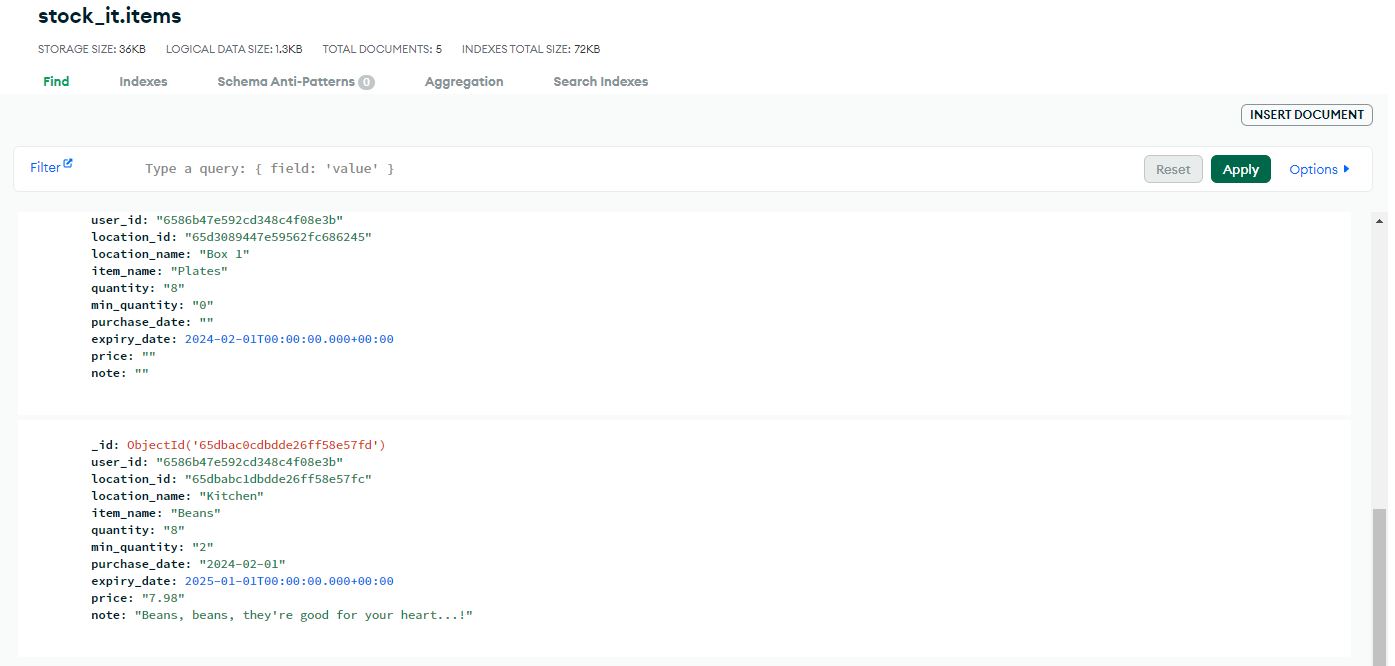 stock_it.items
STORAGE SIZE: 36KB LOGICAL DATA SIZE: 1.3KB TOTAL DOCUMENTS: 5 INDEXES TOTAL SIZE: 72KB
Find Indexes Schema Anti-Patterns 0 Aggregation Search Indexes
INSERT DOCUMENT
Filter Type a query: { field: 'value' } Reset Apply Options
user_id: "6586b47e592cd348c4f08e3b"
location_id: "65d3089447e59562fc686245"
location_name: "Box 1"
item_name: "Plates"
quantity: "8"
min_quantity: "0"
purchase_date: ""
expiry_date: 2024-02-01T00:00:00.000+00:00
price: ""
note: ""
_id: ObjectId('65dbac0cdbdde26ff58e57fd')
user_id: "6586b47e592cd348c4f08e3b"
location_id: "65dbabc1dbdde26ff58e57fc"
location_name: "Kitchen"
item_name: "Beans"
quantity: "8"
min_quantity: "2"
purchase_date: "2024-02-01"
expiry_date: 2025-01-01T00:00:00.000+00:00
price: "7.98"
note: "Beans, beans, they're good for your heart...!"